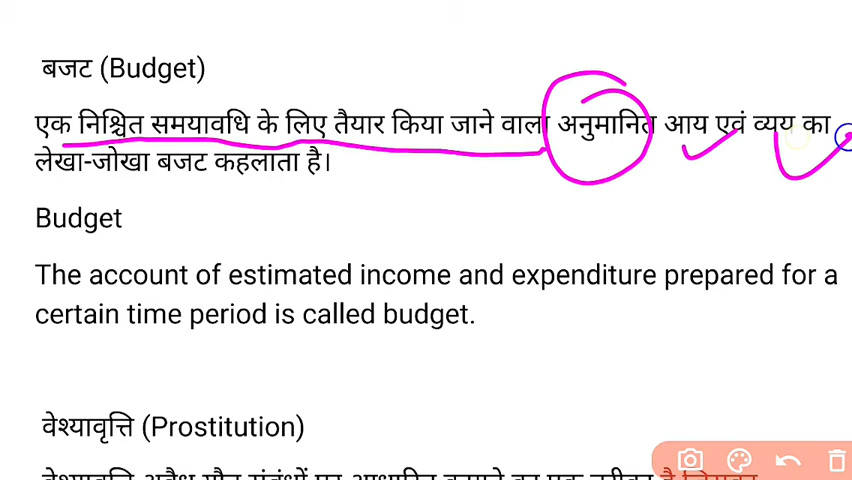 बजट (Budget)
एक निश्चित समयावधि के लिए तैयार किया जाने वाला अनुमानित आय एवं व्यय का
लेखा-जोखा बजट कहलाता है।
Budget
The account of estimated income and expenditure prepared for a
certain time period is called budget.
वेश्यावृत्ति (Prostitution)